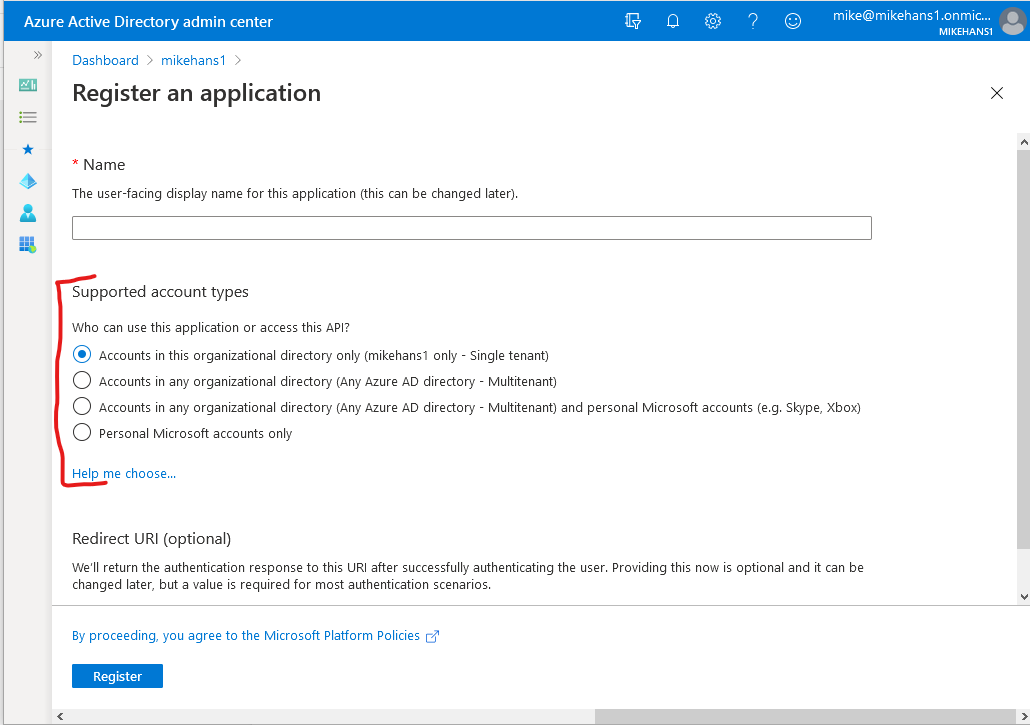 Azure Active Directory admin center
mike@mikehans1.onmic...
MIKEHANS1
Dashboard > mikehans1 >
Register an application
* Name
The user-facing display name for this application (this can be changed later).
Supported account types
Who can use this application or access this API?
Accounts in this organizational directory only (mikehans1 only - Single tenant)
Accounts in any organizational directory (Any Azure AD directory - Multitenant)
Accounts in any organizational directory (Any Azure AD directory - Multitenant) and personal Microsoft accounts (e.g. Skype, Xbox)
Personal Microsoft accounts only
Help me choose...
Redirect URI (optional)
We'll return the authentication response to this URI after successfully authenticating the user. Providing this now is optional and it can be
changed later, but a value is required for most authentication scenarios.
By proceeding, you agree to the Microsoft Platform Policies
Register